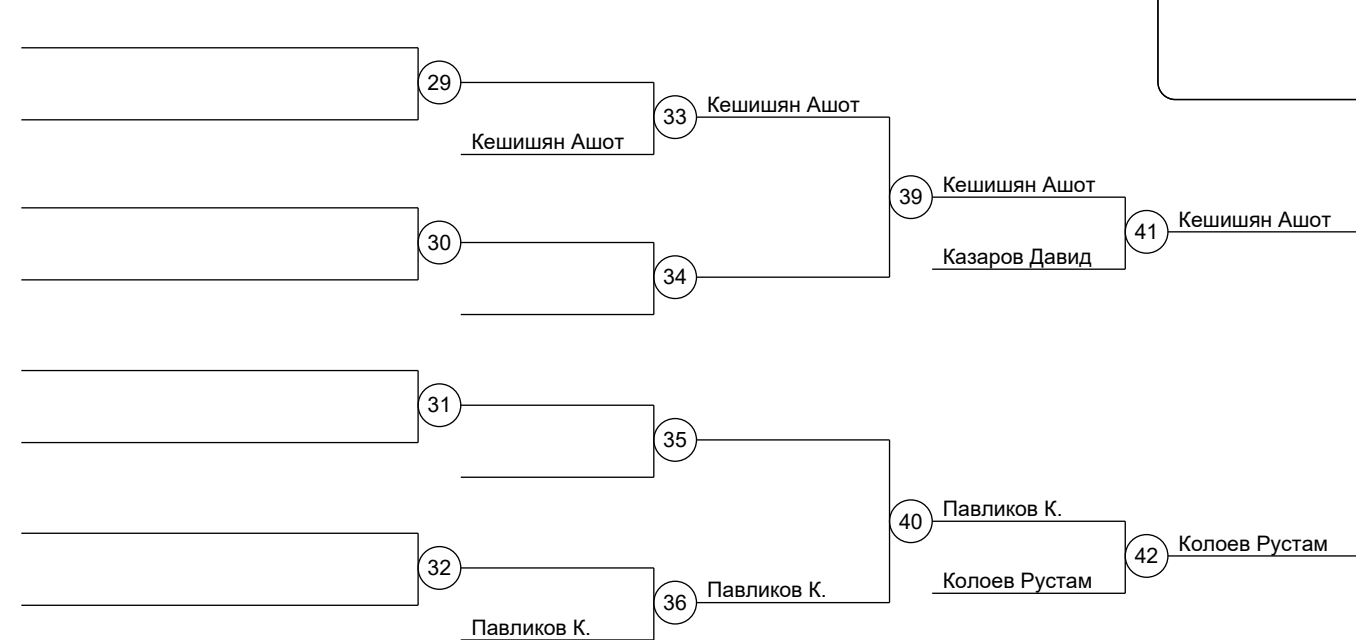 29
33 Кешишян Ашот
Кешишян Ашот
39 Кешишян Ашот
41 Кешишян Ашот
30
Казаров Давид
34
31
35
40 Павликов К.
42 Колоев Рустам
32
Колоев Рустам
36 Павликов К.
Павликов К.